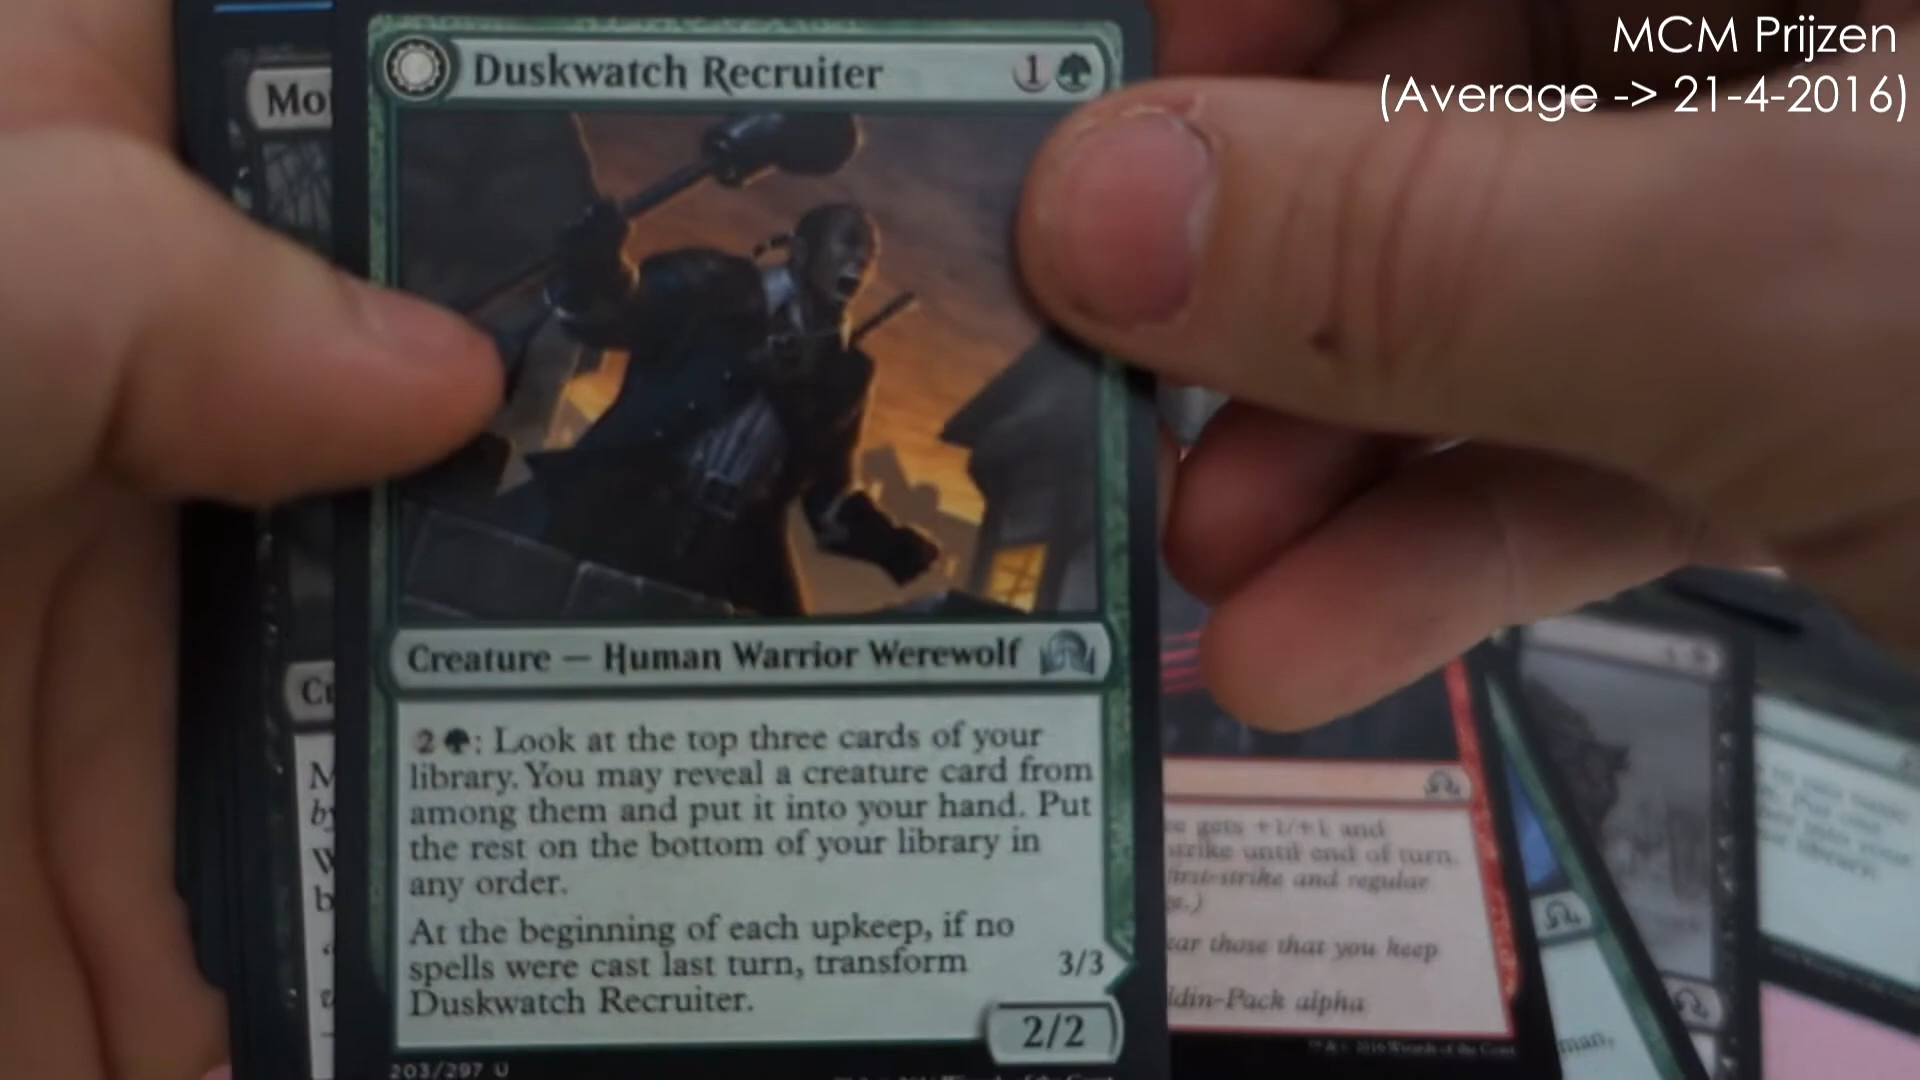 MCM Prijzen
(Average -> 21-4-2016)
Duskwatch Recruiter 1
Creature — Human Warrior Werewolf
2 : Look at the top three cards of your
library. You may reveal a creature card from
among them and put it into your hand. Put
the rest on the bottom of your library in
any order.
At the beginning of each upkeep, if no
spells were cast last turn, transform
Duskwatch Recruiter.
3/3
2/2
203/297 U
gets +1/+1 and
strike until end of turn.
first-strike and regular
those that you keep
-Pack alpha